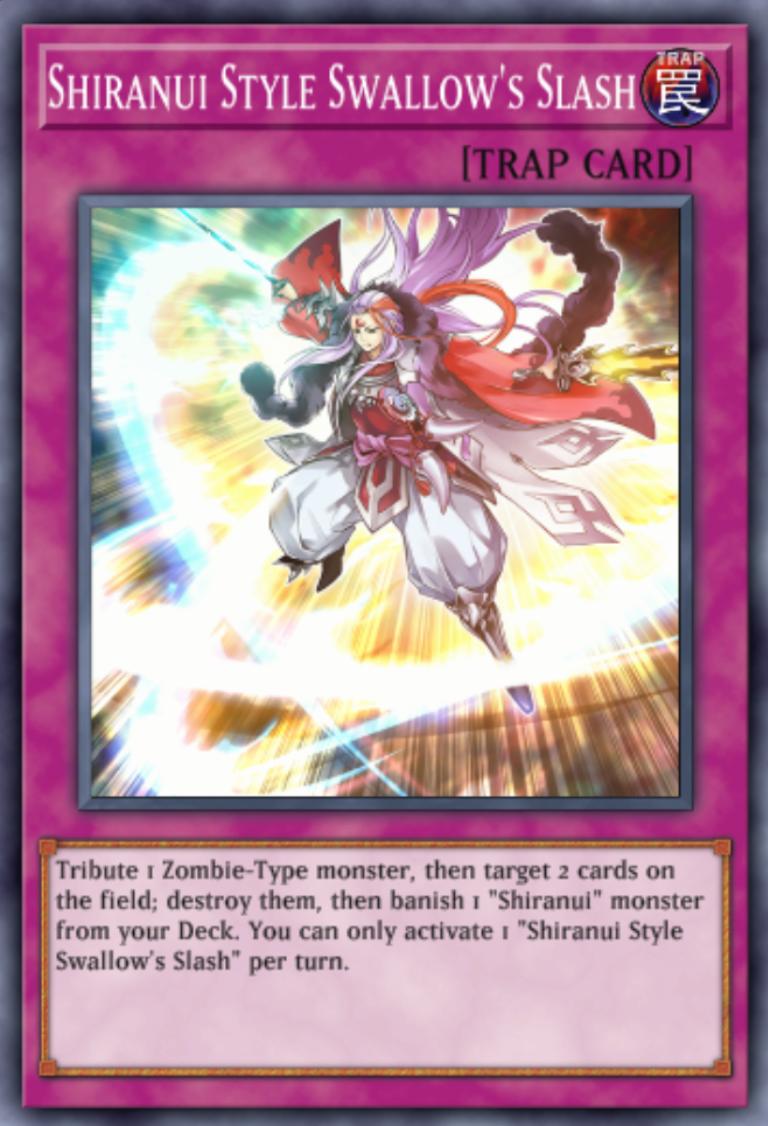 SHIRANUI STYLE SWALLOW'S SLASH
TRAP
罠
[TRAP CARD]
Tribute 1 Zombie-Type monster, then target 2 cards on
the field; destroy them, then banish 1 "Shiranui" monster
from your Deck. You can only activate 1 "Shiranui Style
Swallow's Slash" per turn.